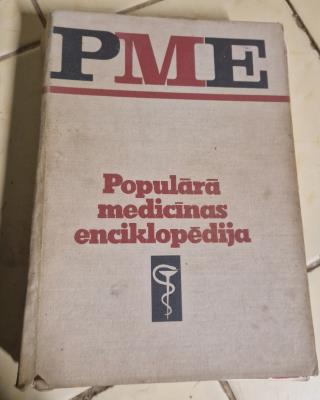 PME
Populārā
medicīnas
enciklopēdija